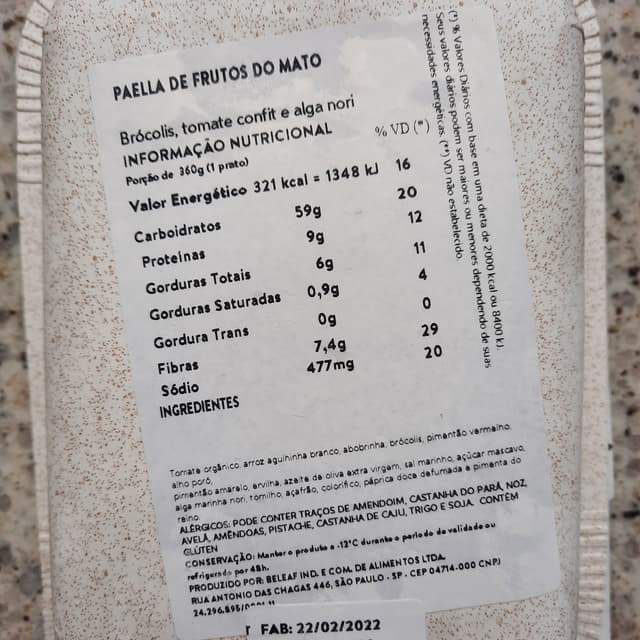 PAELLA DE FRUTOS DO MATO
Brócolis, tomate confit e alga nori
INFORMAÇÃO NUTRICIONAL % VD (*)
Porção de 360g (1 prato)
Valor Energético 321 kcal = 1348 kJ 16
Carboidratos 59g 20
Proteínas 9g 12
Gorduras Totais 6g 11
Gorduras Saturadas 0,9g 4
Gordura Trans 0g 0
Fibras 7,4g 29
Sódio 477mg 20
INGREDIENTES
Tomate orgânico, arroz agulhinha branco, abobrinha, brócolis, pimentão vermelho,
alho poró,
pimentão amarelo, ervilha, azeite de oliva extra virgem, sal marinho, açúcar mascavo,
alga marinha nori, tomilho, açafrão, colorífico, páprica doce defumada e pimenta do
reino
ALÉRGICOS: PODE CONTER TRAÇOS DE AMENDOIM, CASTANHA DO PARÁ, NOZ,
AVELÃ, AMÊNDOAS, PISTACHE, CASTANHA DE CAJU, TRIGO E SOJA. CONTÉM
GLÚTEN
CONSERVAÇÃO: Manter o produto a -12°C durante o período de validade ou
refrigerado por 48h.
PRODUZIDO POR: BELEAF IND. E COM. DE ALIMENTOS LTDA.
RUA ANTONIO DAS CHAGAS 446, SÃO PAULO - SP - CEP 04714-000 CNPJ
FAB: 22/02/2022
(*) % Valores Diários com base em uma dieta de 2000 kcal ou 8400 kJ.
Seus valores diários podem ser maiores ou menores dependendo de suas
necessidades energéticas. (**) VD não estabelecido.